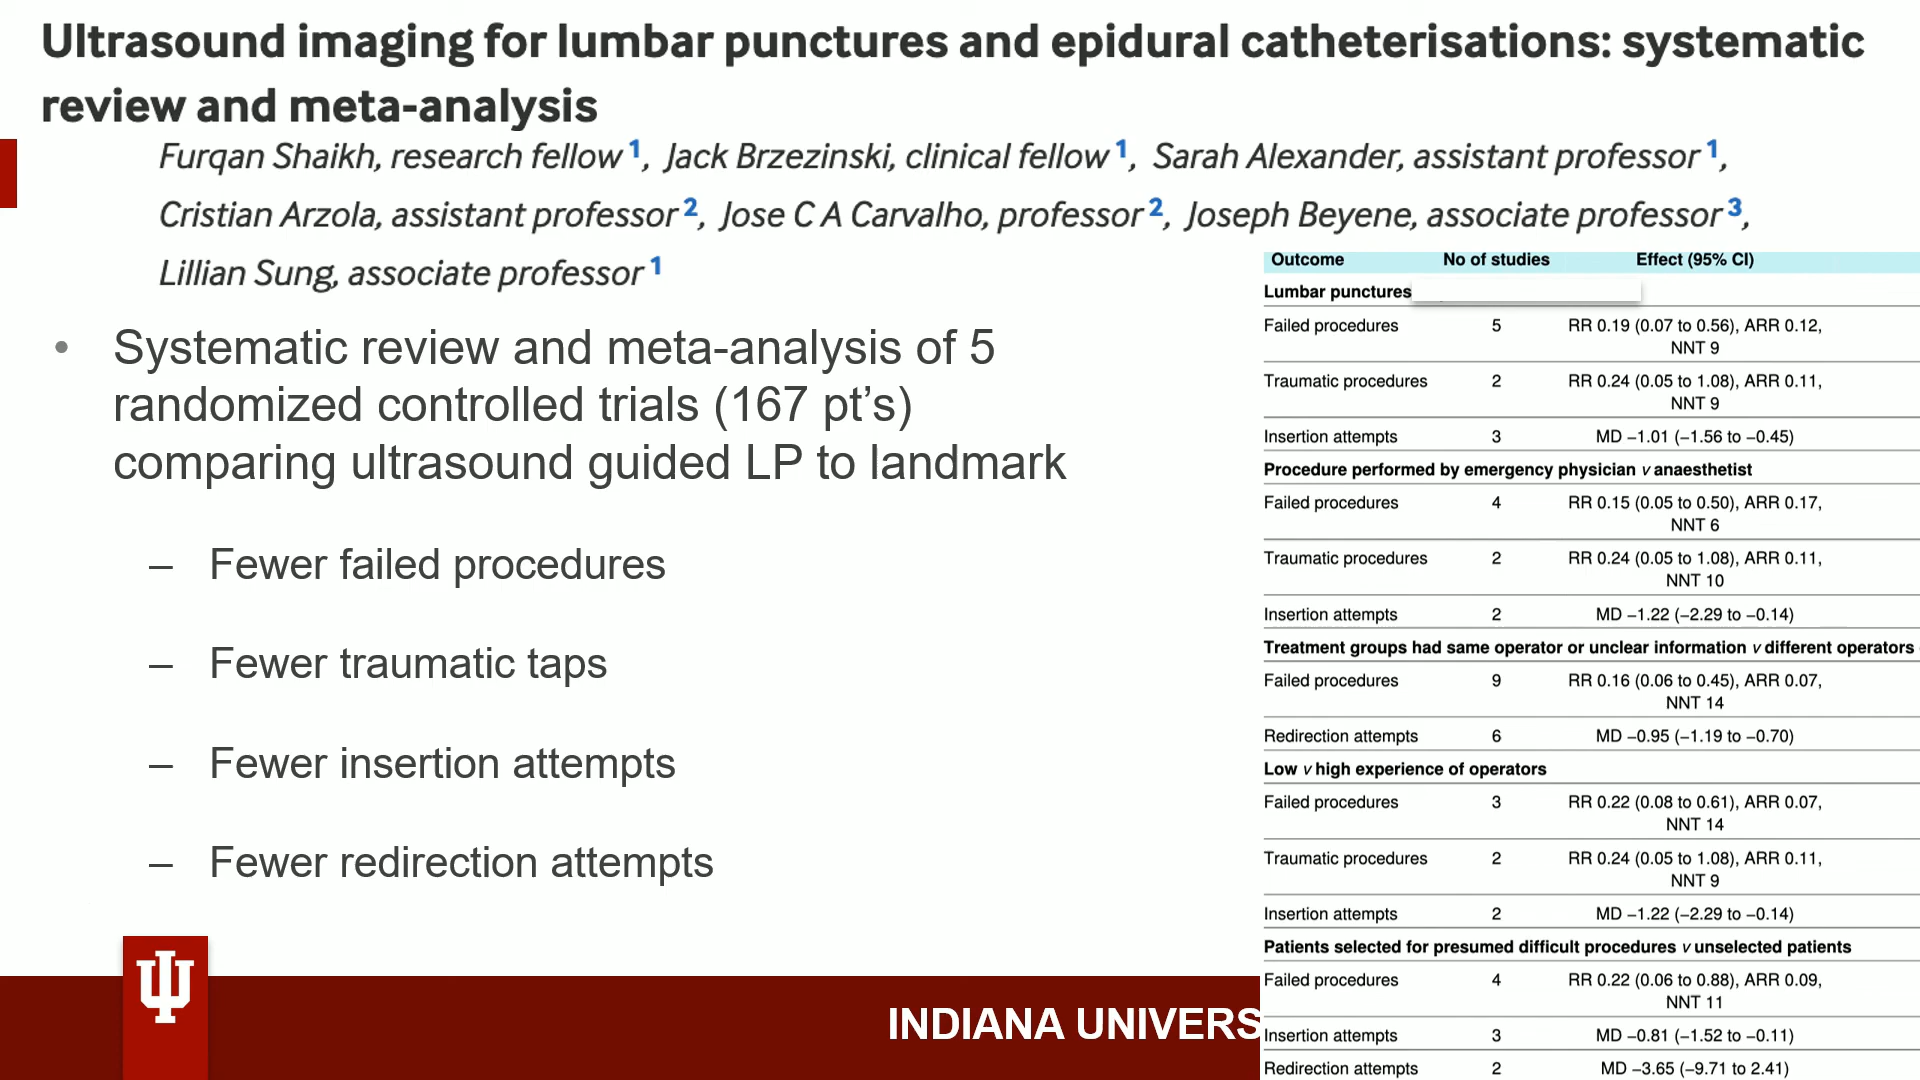 Ultrasound imaging for lumbar punctures and epidural catheterisations: systematic
review and meta-analysis
Furqan Shaikh, research fellow 1, Jack Brzezinski, clinical fellow 1, Sarah Alexander, assistant professor 1,
Cristian Arzola, assistant professor 2, Jose C A Carvalho, professor 2, Joseph Beyene, associate professor 3,
Lillian Sung, associate professor 1
• Systematic review and meta-analysis of 5
randomized controlled trials (167 pt’s)
comparing ultrasound guided LP to landmark
– Fewer failed procedures
– Fewer traumatic taps
– Fewer insertion attempts
– Fewer redirection attempts
Outcome No of studies Effect (95% CI)
Lumbar punctures
Failed procedures 5 RR 0.19 (0.07 to 0.56), ARR 0.12,
NNT 9
Traumatic procedures 2 RR 0.24 (0.05 to 1.08), ARR 0.11,
NNT 9
Insertion attempts 3 MD −1.01 (−1.56 to −0.45)
Procedure performed by emergency physician v anaesthetist
Failed procedures 4 RR 0.15 (0.05 to 0.50), ARR 0.17,
NNT 6
Traumatic procedures 2 RR 0.24 (0.05 to 1.08), ARR 0.11,
NNT 10
Insertion attempts 2 MD −1.22 (−2.29 to −0.14)
Treatment groups had same operator or unclear information v different operators
Failed procedures 9 RR 0.16 (0.06 to 0.45), ARR 0.07,
NNT 14
Redirection attempts 6 MD −0.95 (−1.19 to −0.70)
Low v high experience of operators
Failed procedures 3 RR 0.22 (0.08 to 0.61), ARR 0.07,
NNT 14
Traumatic procedures 2 RR 0.24 (0.05 to 1.08), ARR 0.11,
NNT 9
Insertion attempts 2 MD −1.22 (−2.29 to −0.14)
Patients selected for presumed difficult procedures v unselected patients
Failed procedures 4 RR 0.22 (0.06 to 0.88), ARR 0.09,
NNT 11
Insertion attempts 3 MD −0.81 (−1.52 to −0.11)
Redirection attempts 2 MD −3.65 (−9.71 to 2.41)
INDIANA UNIVERS